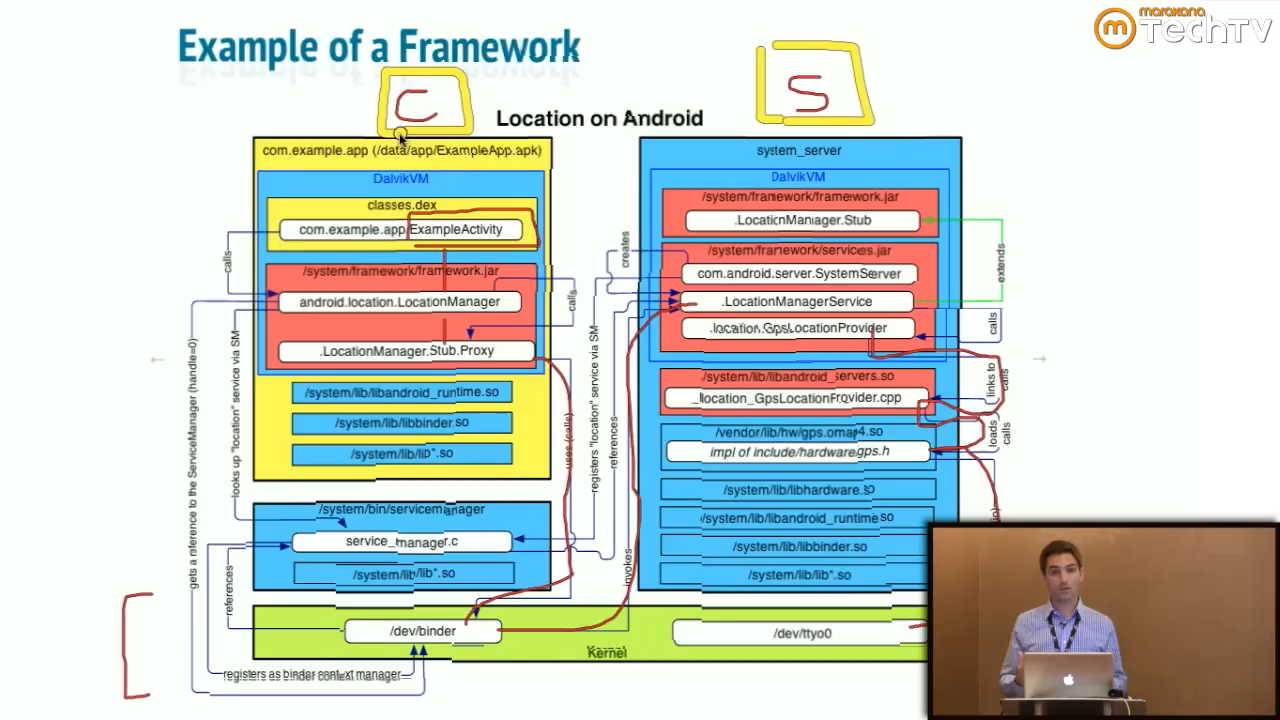 marakana
TechTV
Example of a Framework
C
S
Location on Android
com.example.app (/data/app/ExampleApp.apk)
DalvikVM
classes.dex
com.example.app.ExampleActivity
/system/framework/framework.jar
android.location.LocationManager
.LocationManager.Stub.Proxy
/system/lib/libandroid_runtime.so
/system/lib/libbinder.so
/system/lib/lib*.so
/system/bin/servicemanager
service_manager.c
/system/lib/lib*.so
system_server
DalvikVM
/system/framework/framework.jar
.LocationManager.Stub
/system/framework/services.jar
com.android.server.SystemServer
.LocationManagerService
.location.GpsLocationProvider
/system/lib/libandroid_servers.so
_location_GpsLocationProvider.cpp
/vendor/lib/hw/gps.omap4.so
impl of include/hardware/gps.h
/system/lib/libhardware.so
/system/lib/libandroid_runtime.so
/system/lib/libbinder.so
/system/lib/lib*.so
/dev/binder
/dev/ttyo0
Kernel
registers as binder context manager
calls
calls
gets a reference to the ServiceManager (handle=0)
looks up "location" service via SM
references
uses (calls)
registers "location" service via SM
references
creates
invokes
extends
calls
links to
calls
loads
calls